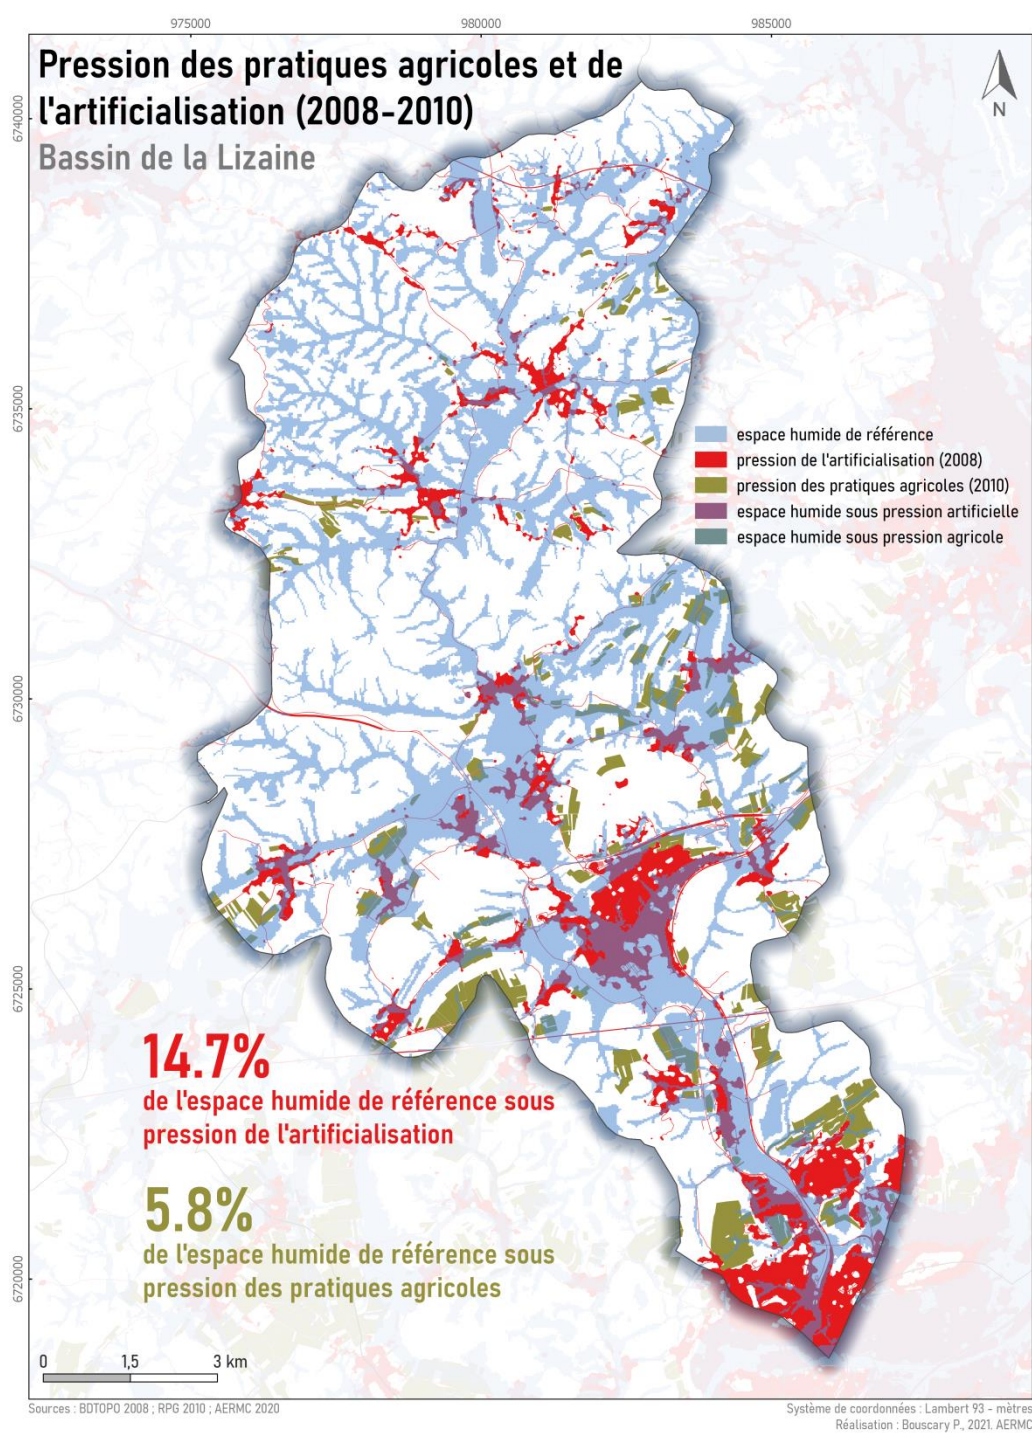 975000
980000
985000
Pression des pratiques agricoles et de
l'artificialisation (2008-2010)
Bassin de la Lizaine
N
6740000
6735000
6730000
6725000
6720000
espace humide de référence
pression de l'artificialisation (2008)
pression des pratiques agricoles (2010)
espace humide sous pression artificielle
espace humide sous pression agricole
14.7%
de l'espace humide de référence sous
pression de l'artificialisation
5.8%
de l'espace humide de référence sous
pression des pratiques agricoles
0 1,5 3 km
Sources : BDTOPO 2008 ; RPG 2010 ; AERMC 2020
Système de coordonnées : Lambert 93 - mètres
Réalisation : Bouscary P., 2021. AERMC